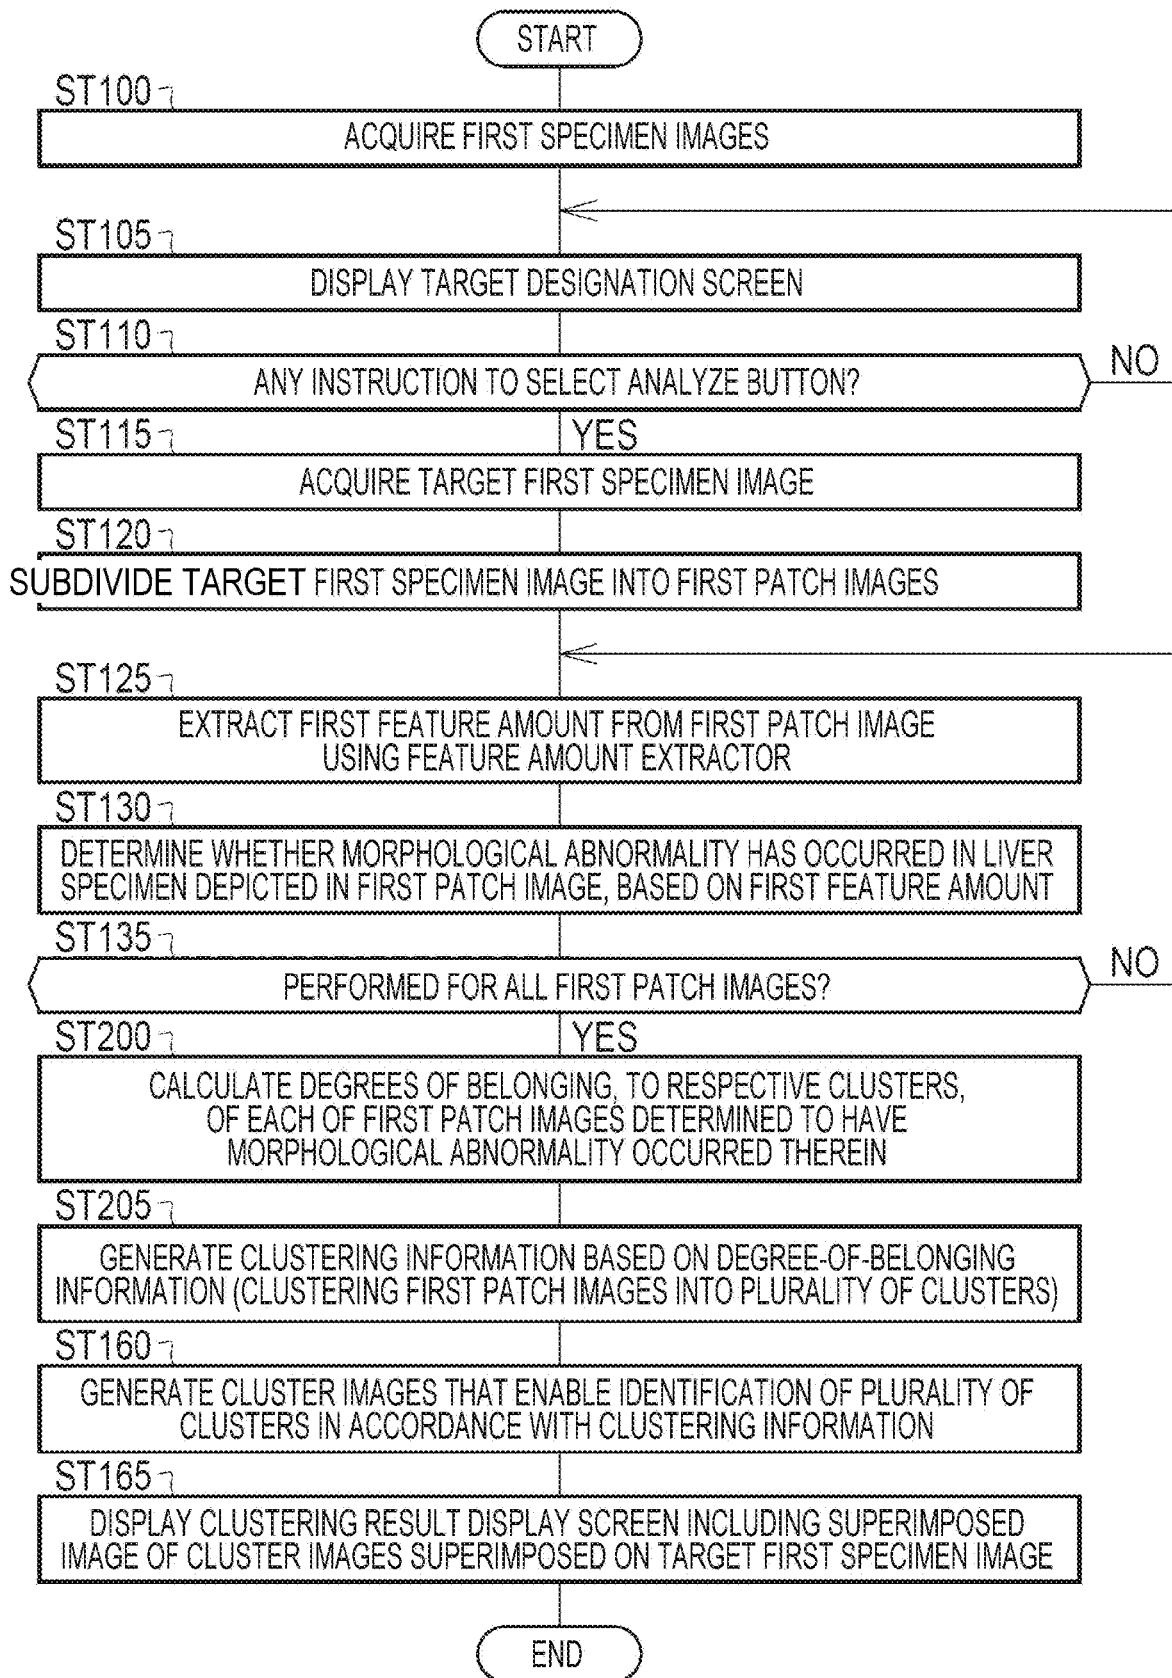 START
ST100
ACQUIRE FIRST SPECIMEN IMAGES
ST105
DISPLAY TARGET DESIGNATION SCREEN
ST110
ANY INSTRUCTION TO SELECT ANALYZE BUTTON?
NO
YES
ST115
ACQUIRE TARGET FIRST SPECIMEN IMAGE
ST120
SUBDIVIDE TARGET FIRST SPECIMEN IMAGE INTO FIRST PATCH IMAGES
ST125
EXTRACT FIRST FEATURE AMOUNT FROM FIRST PATCH IMAGE
USING FEATURE AMOUNT EXTRACTOR
ST130
DETERMINE WHETHER MORPHOLOGICAL ABNORMALITY HAS OCCURRED IN LIVER
SPECIMEN DEPICTED IN FIRST PATCH IMAGE, BASED ON FIRST FEATURE AMOUNT
ST135
PERFORMED FOR ALL FIRST PATCH IMAGES?
NO
YES
ST200
CALCULATE DEGREES OF BELONGING, TO RESPECTIVE CLUSTERS,
OF EACH OF FIRST PATCH IMAGES DETERMINED TO HAVE
MORPHOLOGICAL ABNORMALITY OCCURRED THEREIN
ST205
GENERATE CLUSTERING INFORMATION BASED ON DEGREE-OF-BELONGING
INFORMATION (CLUSTERING FIRST PATCH IMAGES INTO PLURALITY OF CLUSTERS)
ST160
GENERATE CLUSTER IMAGES THAT ENABLE IDENTIFICATION OF PLURALITY OF
CLUSTERS IN ACCORDANCE WITH CLUSTERING INFORMATION
ST165
DISPLAY CLUSTERING RESULT DISPLAY SCREEN INCLUDING SUPERIMPOSED
IMAGE OF CLUSTER IMAGES SUPERIMPOSED ON TARGET FIRST SPECIMEN IMAGE
END